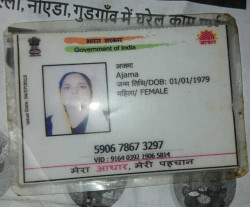 ल्ला, नोएडा, गुडगाँव में घरेलू काम
भारत सरकार
Government of India
अजमा
Ajama
जन्म तिथि/DOB: 01/01/1979
महिला/ FEMALE
5906 7867 3297
VID : 9164 0392 1906 5814
मेरा आधार, मेरी पहचान